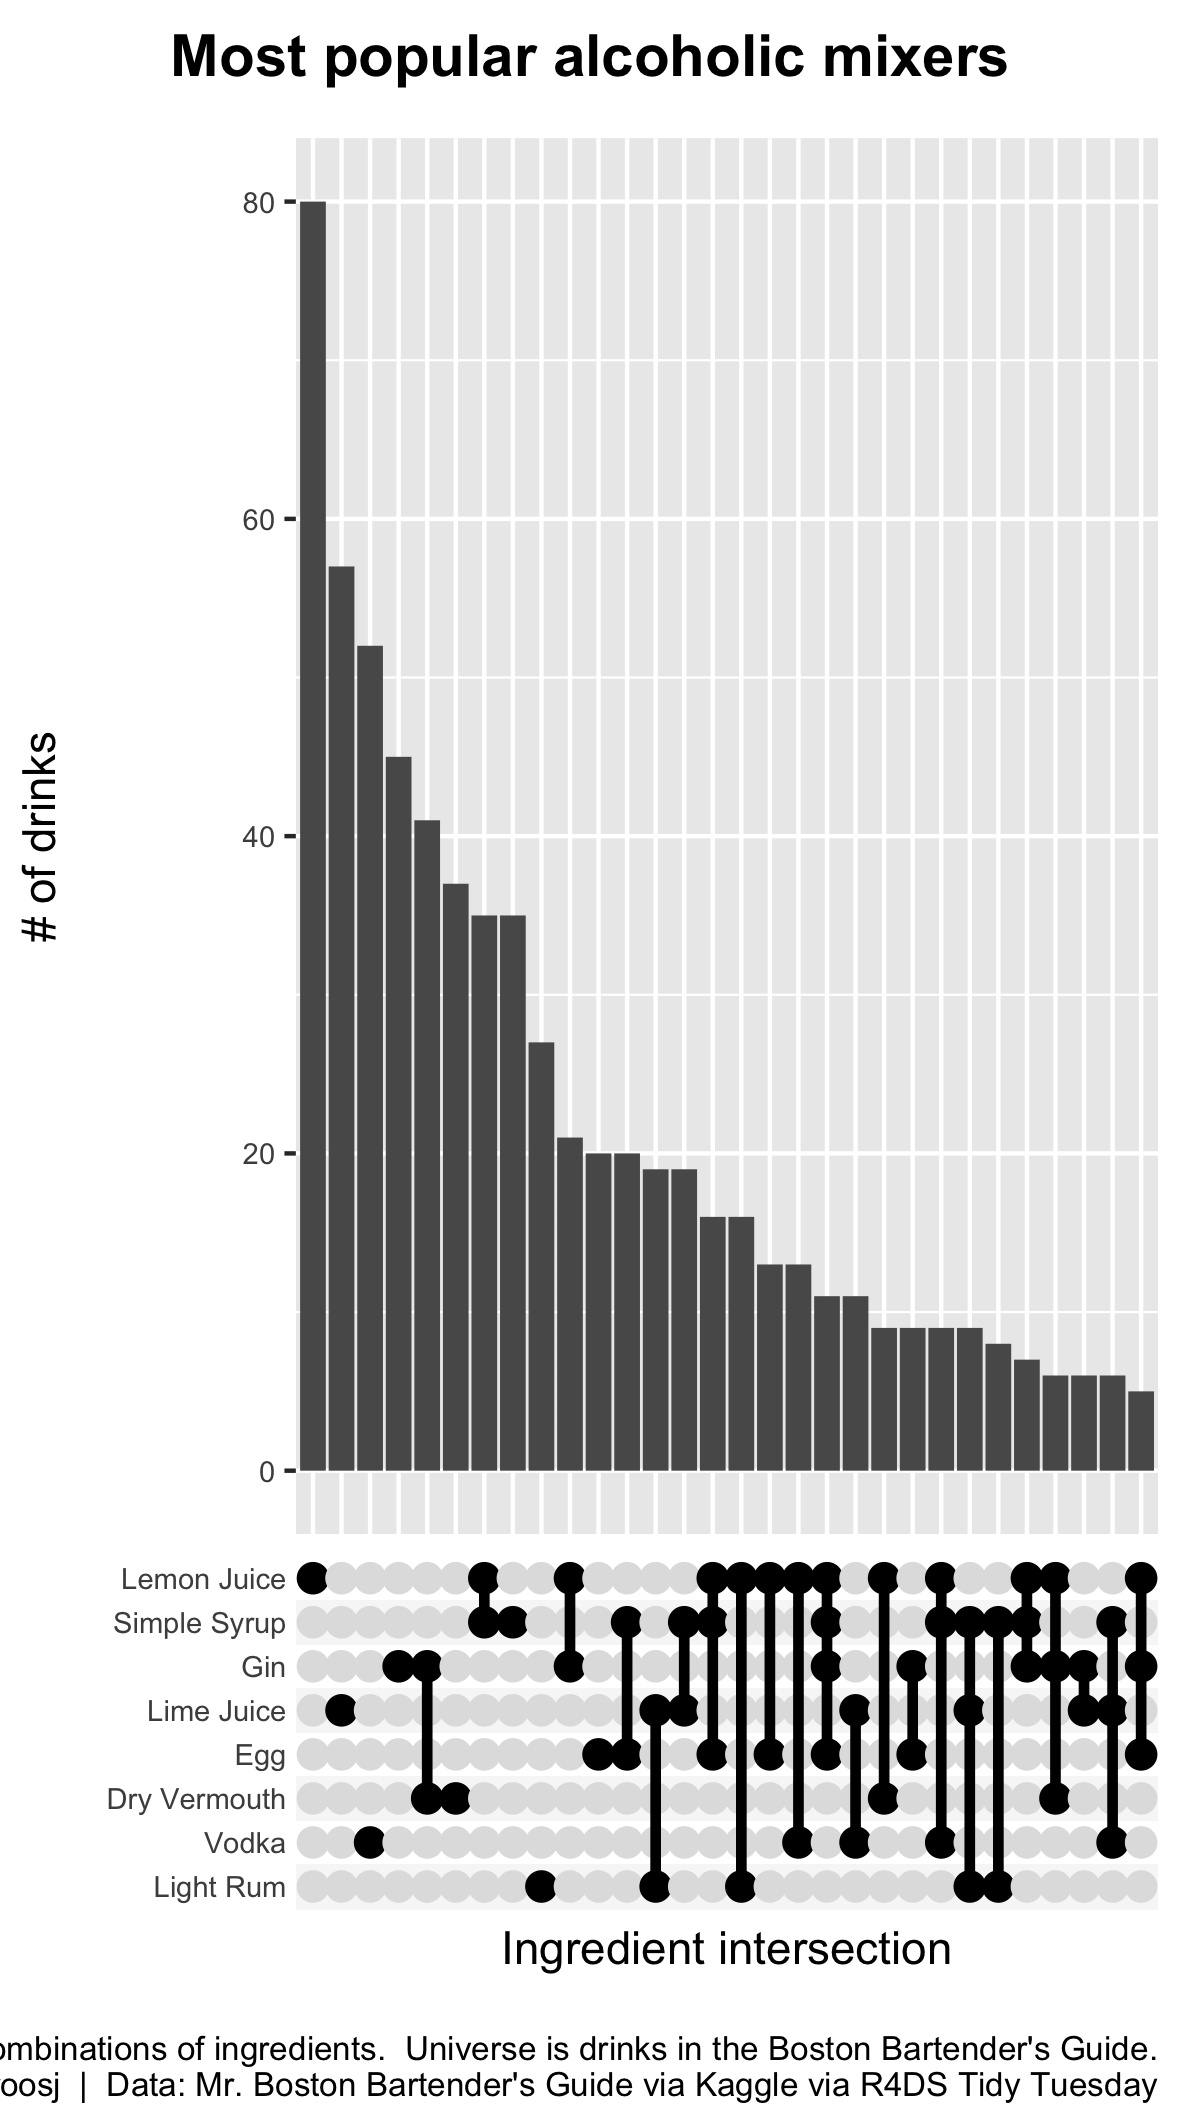 Most popular alcoholic mixers
# of drinks
80
60
40
20
0
Lemon Juice
Simple Syrup
Gin
Lime Juice
Egg
Dry Vermouth
Vodka
Light Rum
Ingredient intersection
of ingredients. Universe is drinks in the Boston Bartender's Guide.
| Data: Mr. Boston Bartender's Guide via Kaggle via R4DS Tidy Tuesday